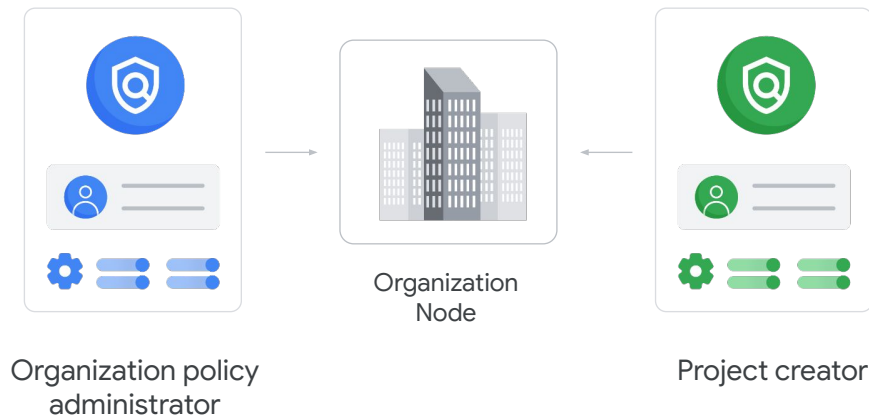 Organization
Node
Organization policy
administrator
Project creator